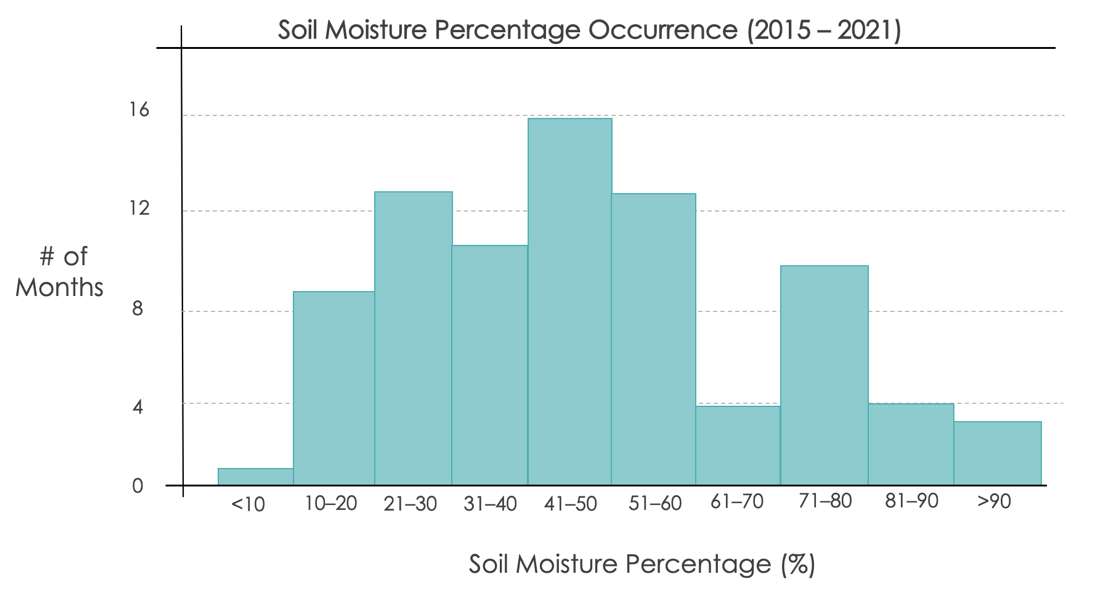 Soil Moisture Percentage Occurrence (2015 – 2021)
16
12
# of
Months
8
4
0
<10 10–20 21–30 31–40 41–50 51–60 61–70 71–80 81–90 >90
Soil Moisture Percentage (%)